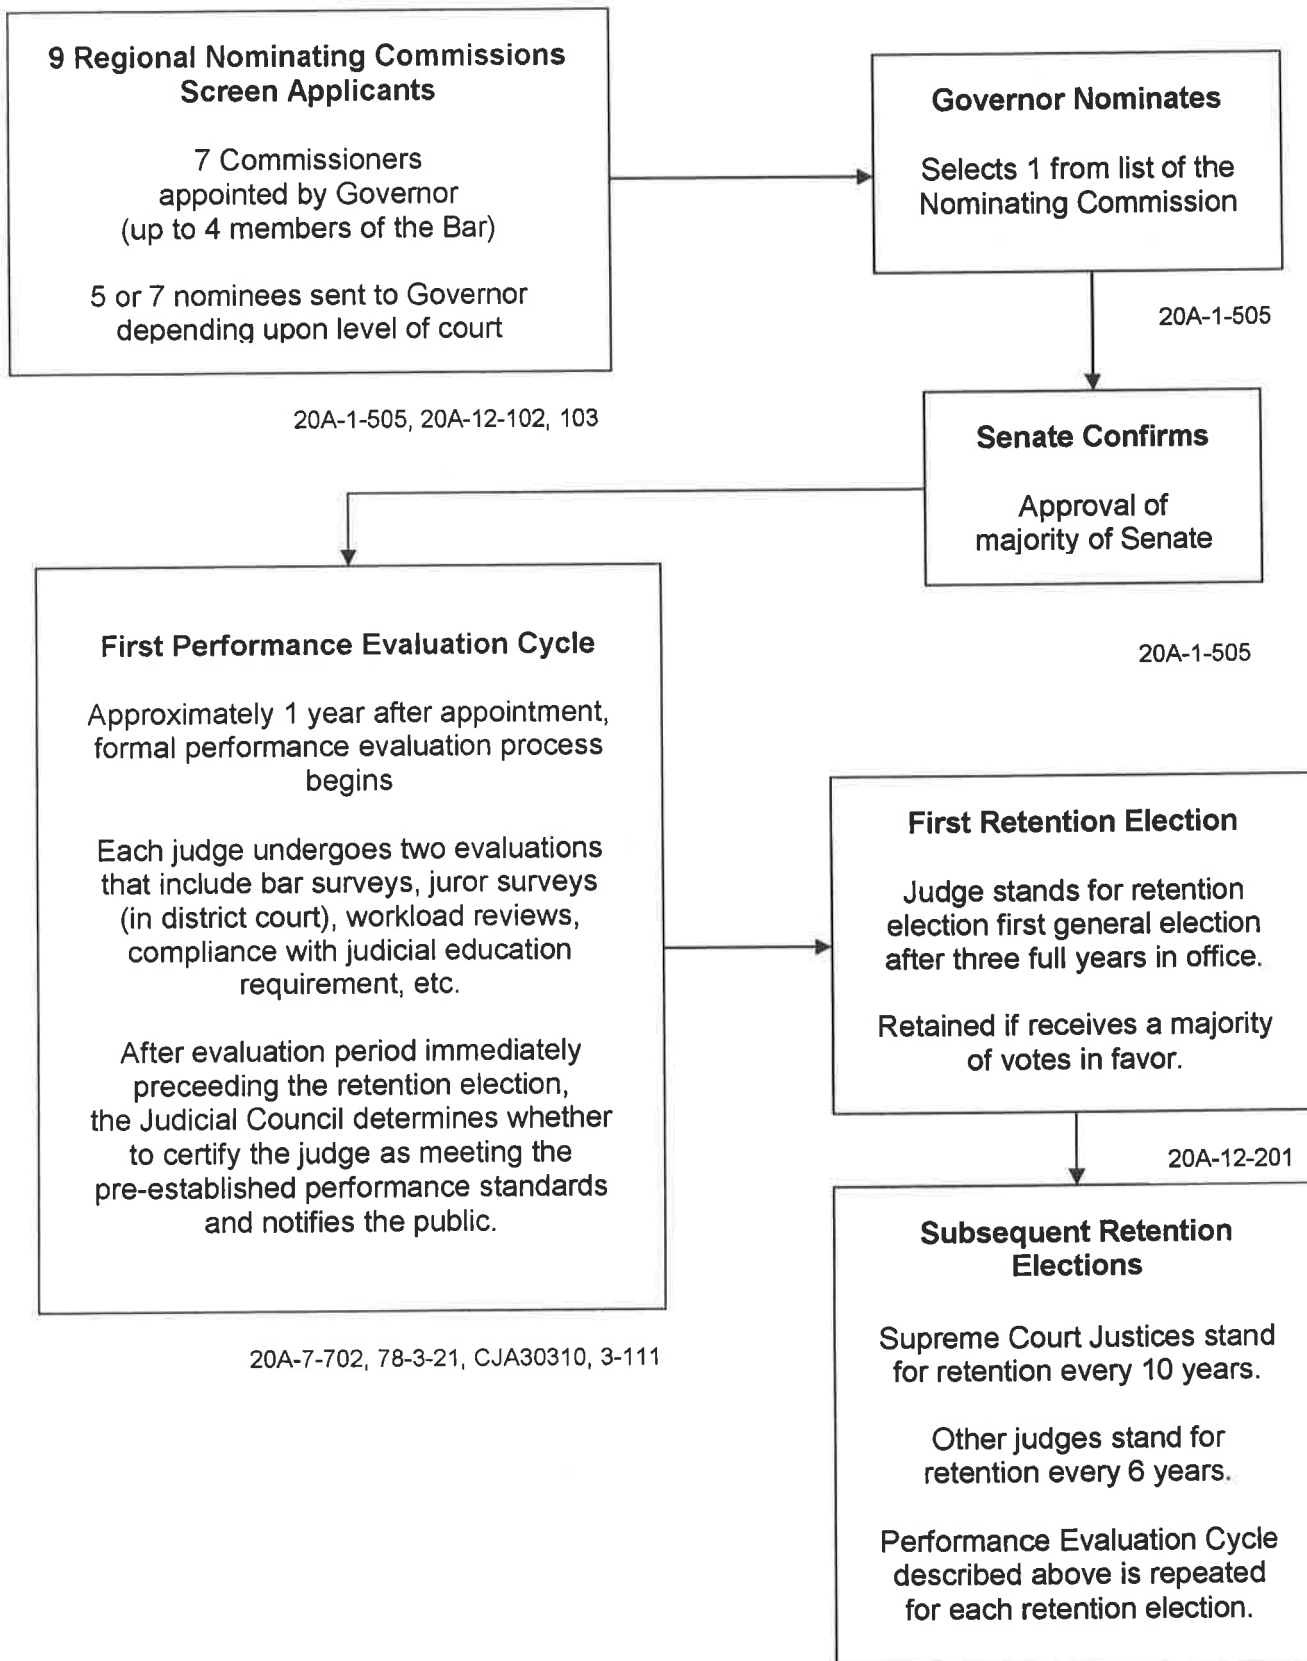 9 Regional Nominating Commissions
Screen Applicants
7 Commissioners
appointed by Governor
(up to 4 members of the Bar)
5 or 7 nominees sent to Governor
depending upon level of court
20A-1-505, 20A-12-102, 103
Governor Nominates
Selects 1 from list of the
Nominating Commission
20A-1-505
Senate Confirms
Approval of
majority of Senate
20A-1-505
First Performance Evaluation Cycle
Approximately 1 year after appointment,
formal performance evaluation process
begins
Each judge undergoes two evaluations
that include bar surveys, juror surveys
(in district court), workload reviews,
compliance with judicial education
requirement, etc.
After evaluation period immediately
preceeding the retention election,
the Judicial Council determines whether
to certify the judge as meeting the
pre-established performance standards
and notifies the public.
20A-7-702, 78-3-21, CJA30310, 3-111
First Retention Election
Judge stands for retention
election first general election
after three full years in office.
Retained if receives a majority
of votes in favor.
20A-12-201
Subsequent Retention
Elections
Supreme Court Justices stand
for retention every 10 years.
Other judges stand for
retention every 6 years.
Performance Evaluation Cycle
described above is repeated
for each retention election.